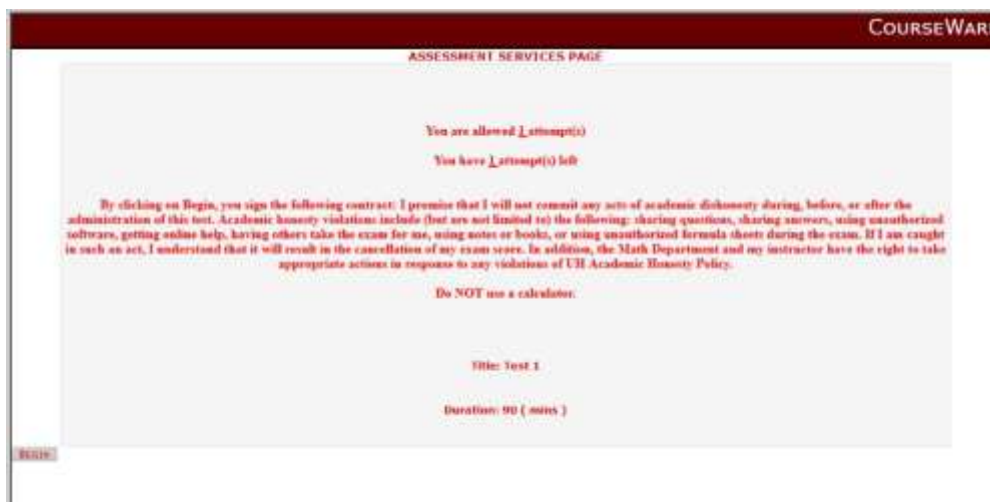 COURSEWAR
ASSESSMENT SERVICES PAGE
You are allowed 1 attempt(s)
You have 1 attempt(s) left
By clicking on Begin, you sign the following contract: I promise that I will not commit any acts of academic dishonesty during, before, or after the
administration of this test. Academic honesty violations include (but are not limited to) the following: sharing questions, sharing answers, using unauthorized
software, getting online help, having others take the exam for me, using notes or books, or using unauthorized formula sheets during the exam. If I am caught
in such an act, I understand that it will result in the cancellation of my exam score. In addition, the Math Department and my instructor have the right to take
appropriate actions in response to any violations of UH Academic Honesty Policy.
Do NOT use a calculator.
Title: Test 1
Duration: 90 ( mins )
BEGIN